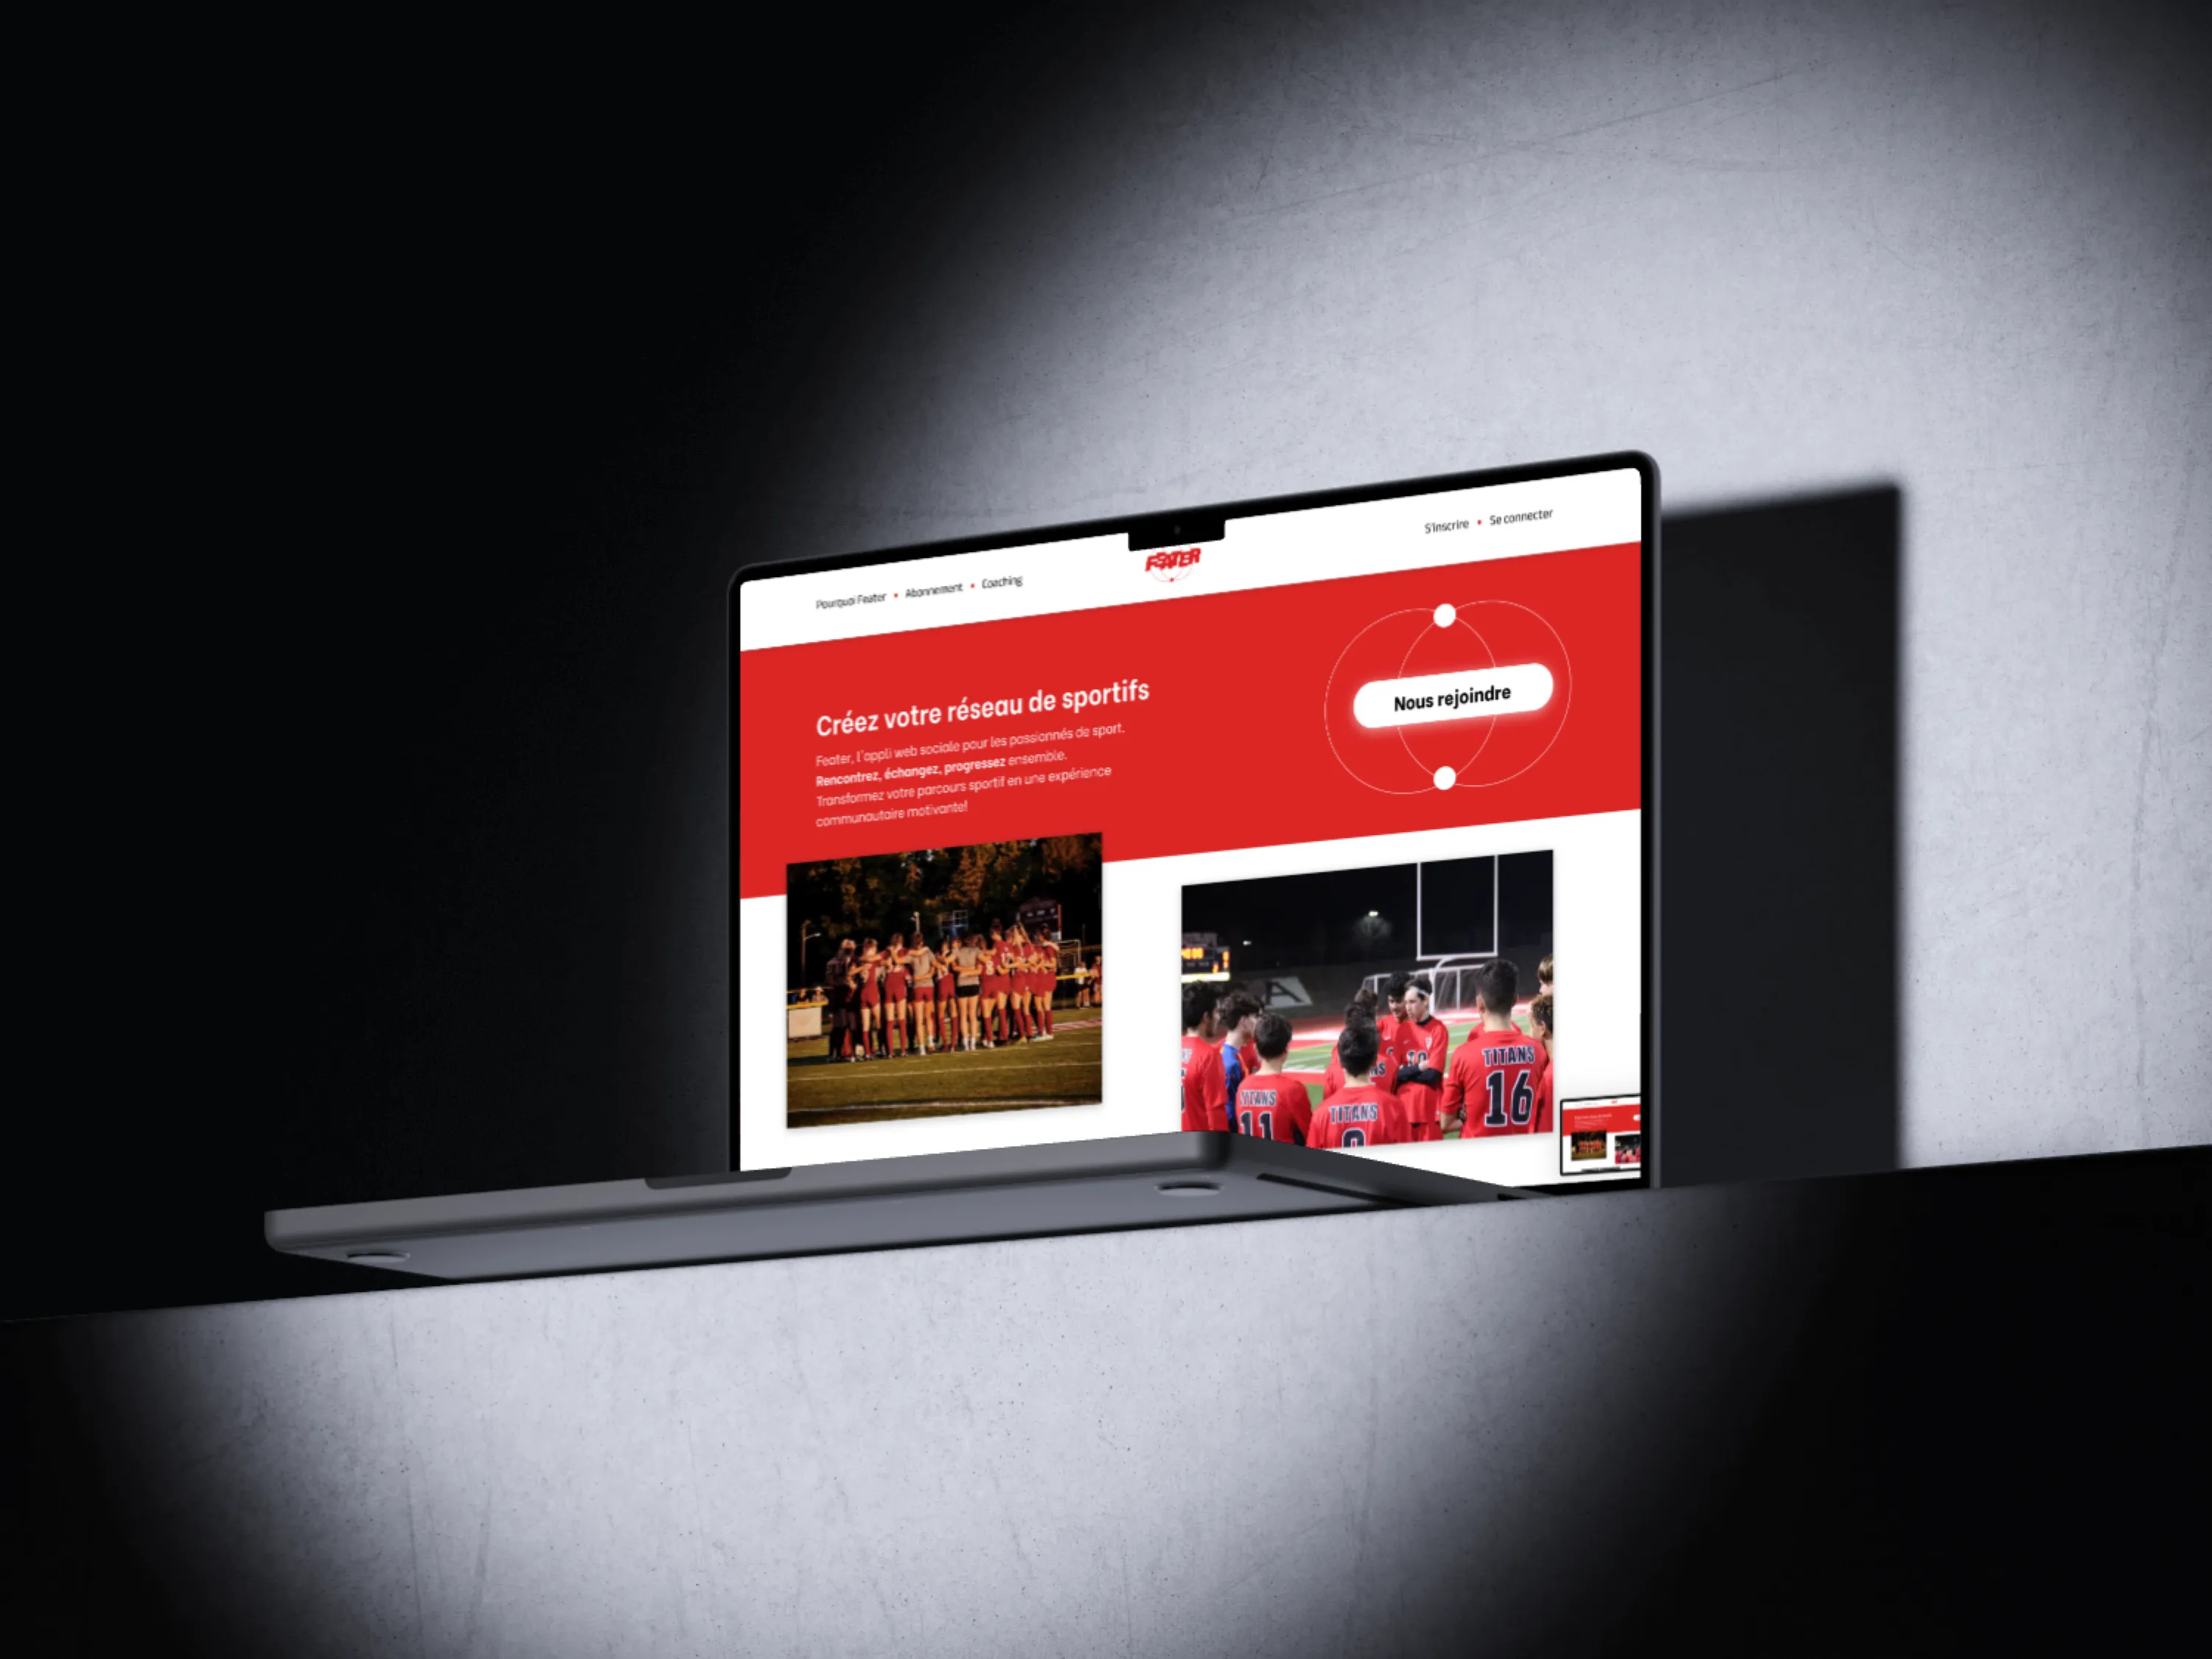 Pourquoi Feater • Abonnement • Coaching
FEATER
S'inscrire • Se connecter
Créez votre réseau de sportifs
Feater, l'appli web sociale pour les passionnés de sport.
Rencontrez, échangez, progressez ensemble.
Transformez votre parcours sportif en une expérience
communautaire motivante!
Nous rejoindre
A
TITANS
16
TITANS
11
TITANS